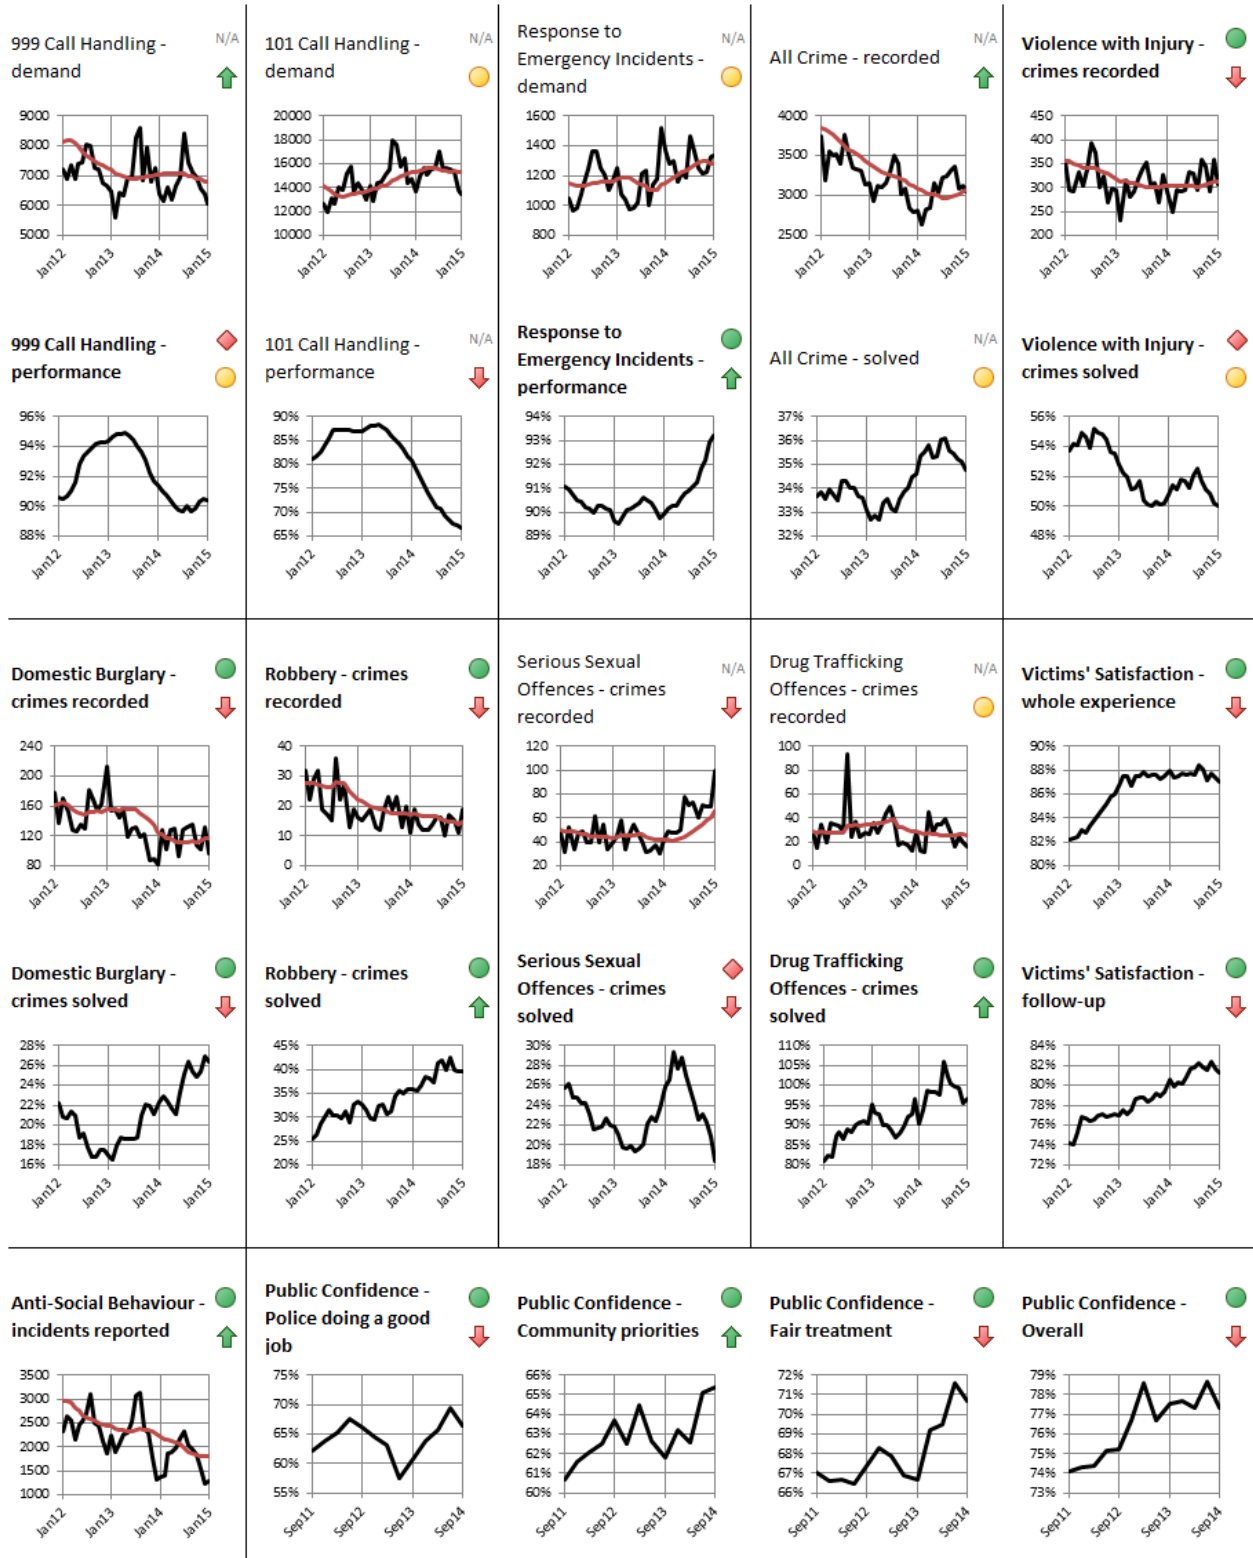 999 Call Handling -
demand
N/A
9000
8000
7000
6000
5000
Jan12
Jan13
Jan14
Jan15
101 Call Handling -
demand
N/A
20000
18000
16000
14000
12000
10000
Jan12
Jan13
Jan14
Jan15
Response to
Emergency Incidents -
demand
N/A
1600
1400
1200
1000
800
Jan12
Jan13
Jan14
Jan15
All Crime - recorded
N/A
4000
3500
3000
2500
Jan12
Jan13
Jan14
Jan15
Violence with Injury -
crimes recorded
450
400
350
300
250
200
Jan12
Jan13
Jan14
Jan15
999 Call Handling -
performance
96%
94%
92%
90%
88%
Jan12
Jan13
Jan14
Jan15
101 Call Handling -
performance
N/A
90%
85%
80%
75%
70%
65%
Jan12
Jan13
Jan14
Jan15
Response to
Emergency Incidents -
performance
94%
93%
92%
91%
90%
89%
Jan12
Jan13
Jan14
Jan15
All Crime - solved
N/A
37%
36%
35%
34%
33%
32%
Jan12
Jan13
Jan14
Jan15
Violence with Injury -
crimes solved
56%
54%
52%
50%
48%
Jan12
Jan13
Jan14
Jan15
Domestic Burglary -
crimes recorded
240
200
160
120
80
Jan12
Jan13
Jan14
Jan15
Robbery - crimes
recorded
40
30
20
10
0
Jan12
Jan13
Jan14
Jan15
Serious Sexual
Offences - crimes
recorded
N/A
120
100
80
60
40
20
Jan12
Jan13
Jan14
Jan15
Drug Trafficking
Offences - crimes
recorded
N/A
100
80
60
40
20
0
Jan12
Jan13
Jan14
Jan15
Victims' Satisfaction -
whole experience
90%
88%
86%
84%
82%
80%
Jan12
Jan13
Jan14
Jan15
Domestic Burglary -
crimes solved
28%
26%
24%
22%
20%
18%
16%
Jan12
Jan13
Jan14
Jan15
Robbery - crimes
solved
45%
40%
35%
30%
25%
20%
Jan12
Jan13
Jan14
Jan15
Serious Sexual
Offences - crimes
solved
30%
28%
26%
24%
22%
20%
18%
Jan12
Jan13
Jan14
Jan15
Drug Trafficking
Offences - crimes
solved
110%
105%
100%
95%
90%
85%
80%
Jan12
Jan13
Jan14
Jan15
Victims' Satisfaction -
follow-up
84%
82%
80%
78%
76%
74%
72%
Jan12
Jan13
Jan14
Jan15
Anti-Social Behaviour -
incidents reported
3500
3000
2500
2000
1500
1000
Jan12
Jan13
Jan14
Jan15
Public Confidence -
Police doing a good
job
75%
70%
65%
60%
55%
Sep11
Sep12
Sep13
Sep14
Public Confidence -
Community priorities
66%
65%
64%
63%
62%
61%
60%
Sep11
Sep12
Sep13
Sep14
Public Confidence -
Fair treatment
72%
71%
70%
69%
68%
67%
66%
Sep11
Sep12
Sep13
Sep14
Public Confidence -
Overall
79%
78%
77%
76%
75%
74%
73%
Sep11
Sep12
Sep13
Sep14